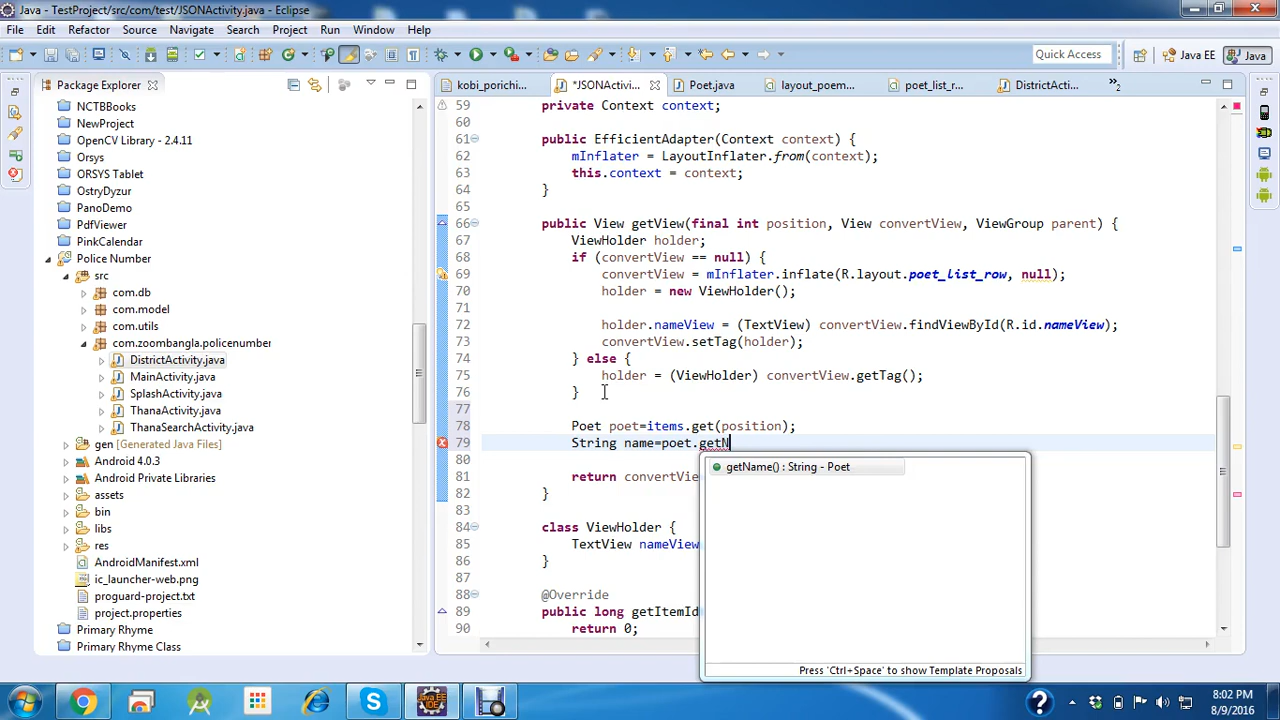 Java - TestProject/src/com/test/JSONActivity.java - Eclipse
File Edit Refactor Source Navigate Search Project Run Window Help
Quick Access Java EE Java
Package Explorer
kobi_porichi... *JSONActivi... Poet.java layout_poem... poet_list_r... DistrictActi... »2
NCTBBooks
NewProject
OpenCV Library - 2.4.11
Orsys
ORSYS Tablet
OstryDyzur
PanoDemo
PdfViewer
PinkCalendar
Police Number
src
com.db
com.model
com.utils
com.zoombangla.policenumber
DistrictActivity.java
MainActivity.java
SplashActivity.java
ThanaActivity.java
ThanaSearchActivity.java
gen [Generated Java Files]
Android 4.0.3
Android Private Libraries
assets
bin
libs
res
AndroidManifest.xml
ic_launcher-web.png
proguard-project.txt
project.properties
Primary Rhyme
Primary Rhyme Class
59 private Context context;
60
61 public EfficientAdapter(Context context) {
62 mInflater = LayoutInflater.from(context);
63 this.context = context;
64 }
65
66 public View getView(final int position, View convertView, ViewGroup parent) {
67 ViewHolder holder;
68 if (convertView == null) {
69 convertView = mInflater.inflate(R.layout.poet_list_row, null);
70 holder = new ViewHolder();
71
72 holder.nameView = (TextView) convertView.findViewById(R.id.nameView);
73 convertView.setTag(holder);
74 } else {
75 holder = (ViewHolder) convertView.getTag();
76 }
77
78 Poet poet=items.get(position);
79 String name=poet.getN
80
81 return convertVie
82 }
84 class ViewHolder {
85 TextView nameView
86 }
87
88 @Override
89 public long getItemId
90 return 0;
getName() : String - Poet
Press 'Ctrl+Space' to show Template Proposals
8:02 PM
8/9/2016